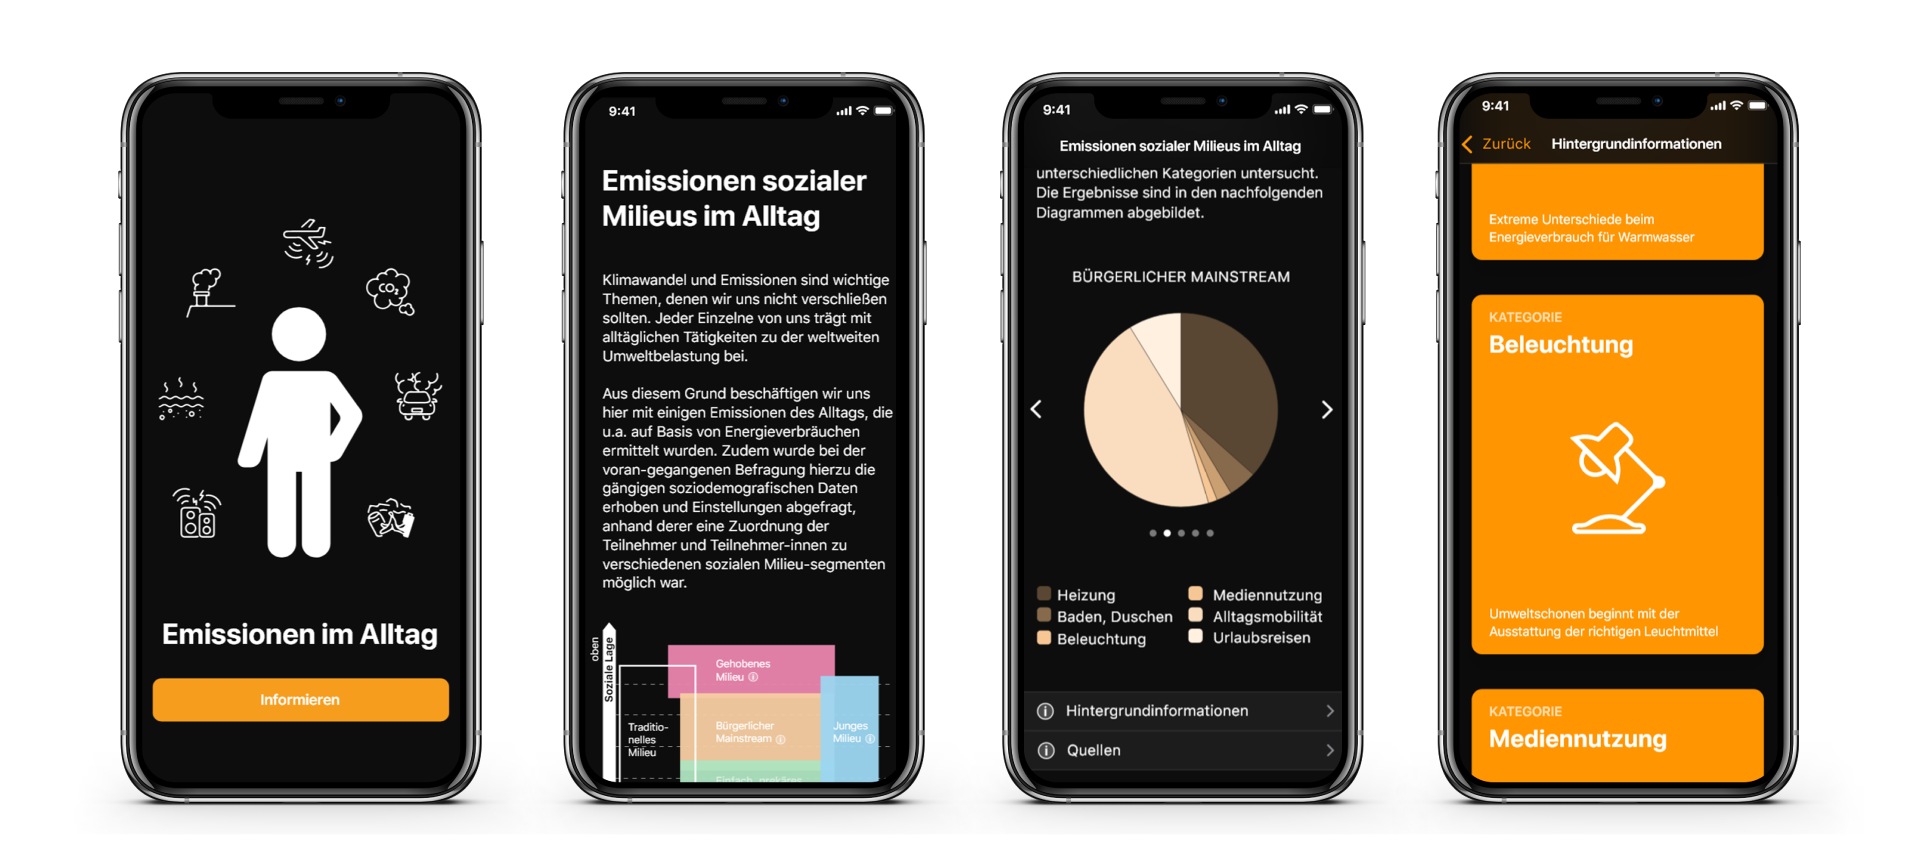 CO₂
Emissionen im Alltag
Informieren
9:41
Emissionen sozialer
Milieus im Alltag
Klimawandel und Emissionen sind wichtige
Themen, denen wir uns nicht verschließen
sollten. Jeder Einzelne von uns trägt mit
alltäglichen Tätigkeiten zu der weltweiten
Umweltbelastung bei.
Aus diesem Grund beschäftigen wir uns
hier mit einigen Emissionen des Alltags, die
u.a. auf Basis von Energieverbräuchen
ermittelt wurden. Zudem wurde bei der
voran-gegangenen Befragung hierzu die
gängigen soziodemografischen Daten
erhoben und Einstellungen abgefragt,
anhand derer eine Zuordnung der
Teilnehmer und Teilnehmer-innen zu
verschiedenen sozialen Milieu-segmenten
möglich war.
oben
Soziale Lage
Gehobenes
Milieu
Traditio-
nelles
Milieu
Bürgerlicher
Mainstream
Junges
Milieu
Einfach, prekäres
9:41
Emissionen sozialer Milieus im Alltag
unterschiedlichen Kategorien untersucht.
Die Ergebnisse sind in den nachfolgenden
Diagrammen abgebildet.
BÜRGERLICHER MAINSTREAM
Heizung
Baden, Duschen
Beleuchtung
Mediennutzung
Alltagsmobilität
Urlaubsreisen
Hintergrundinformationen
Quellen
9:41
Zurück
Hintergrundinformationen
Extreme Unterschiede beim
Energieverbrauch für Warmwasser
KATEGORIE
Beleuchtung
Umweltschonen beginnt mit der
Ausstattung der richtigen Leuchtmittel
KATEGORIE
Mediennutzung